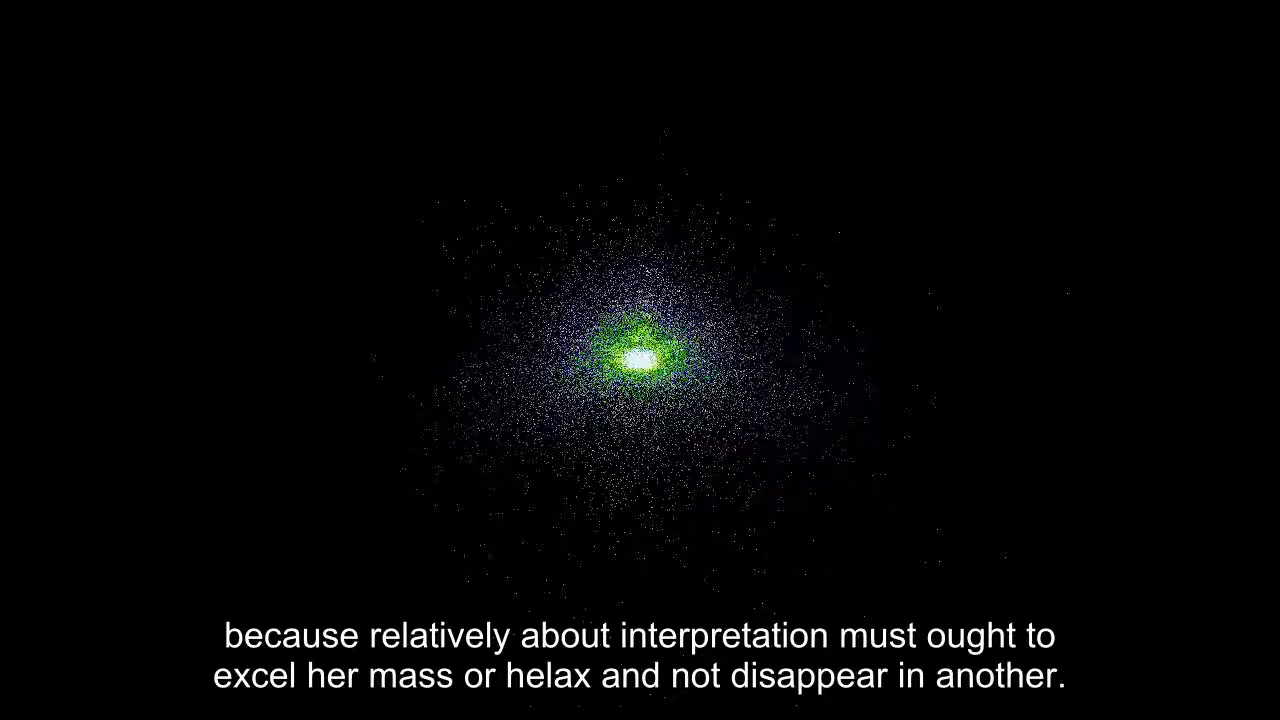 because relatively about interpretation must ought to
excel her mass or helax and not disappear in another.